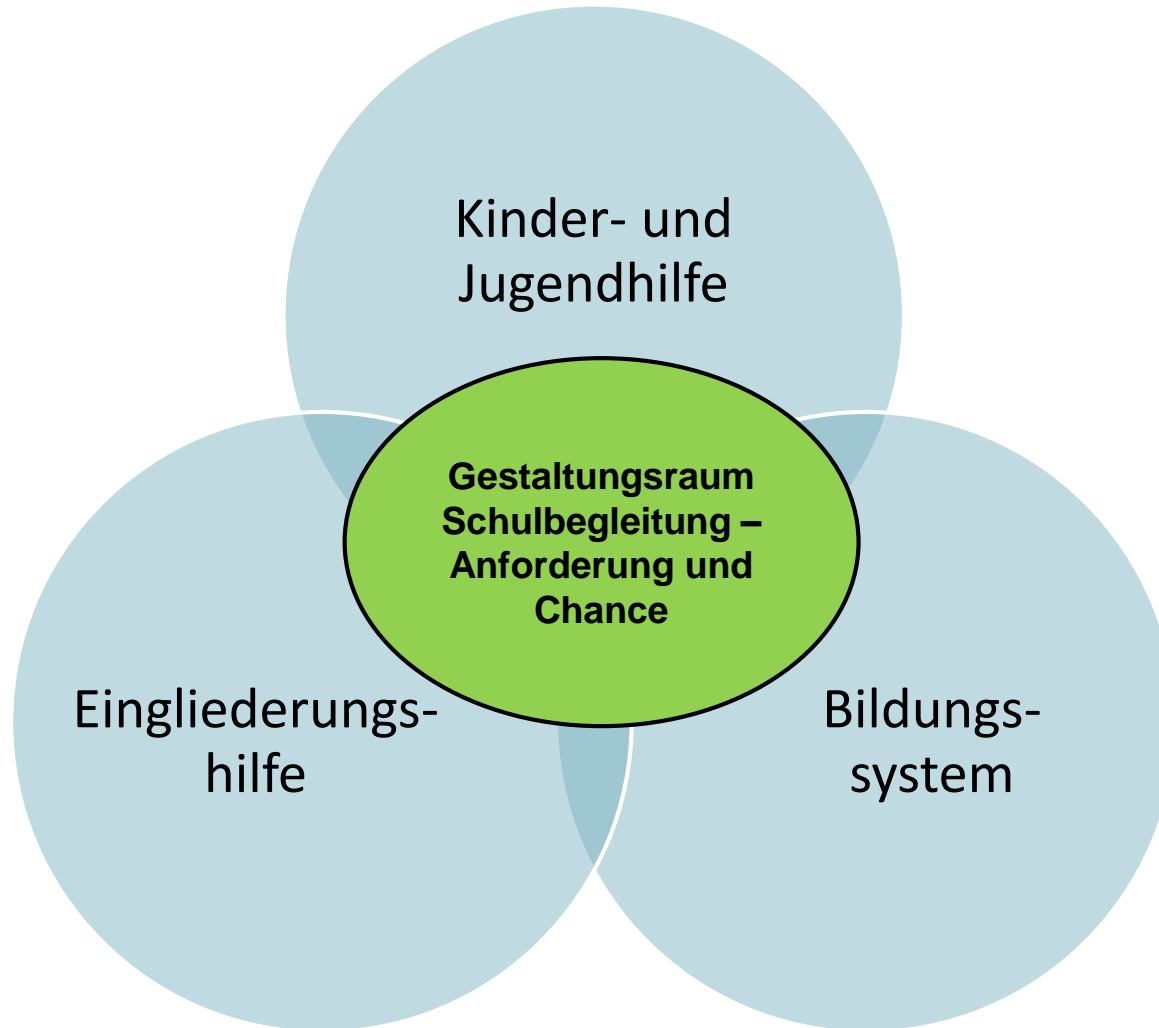 Kinder- und
Jugendhilfe
Gestaltungsraum
Schulbegleitung –
Anforderung und
Chance
Eingliederungs-
hilfe
Bildungs-
system